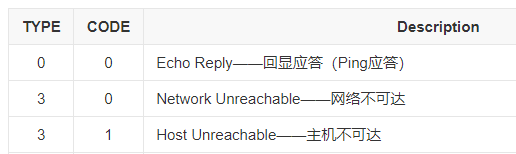 TYPE CODE Description
0 0 Echo Reply——回显应答（Ping应答）
3 0 Network Unreachable——网络不可达
3 1 Host Unreachable——主机不可达